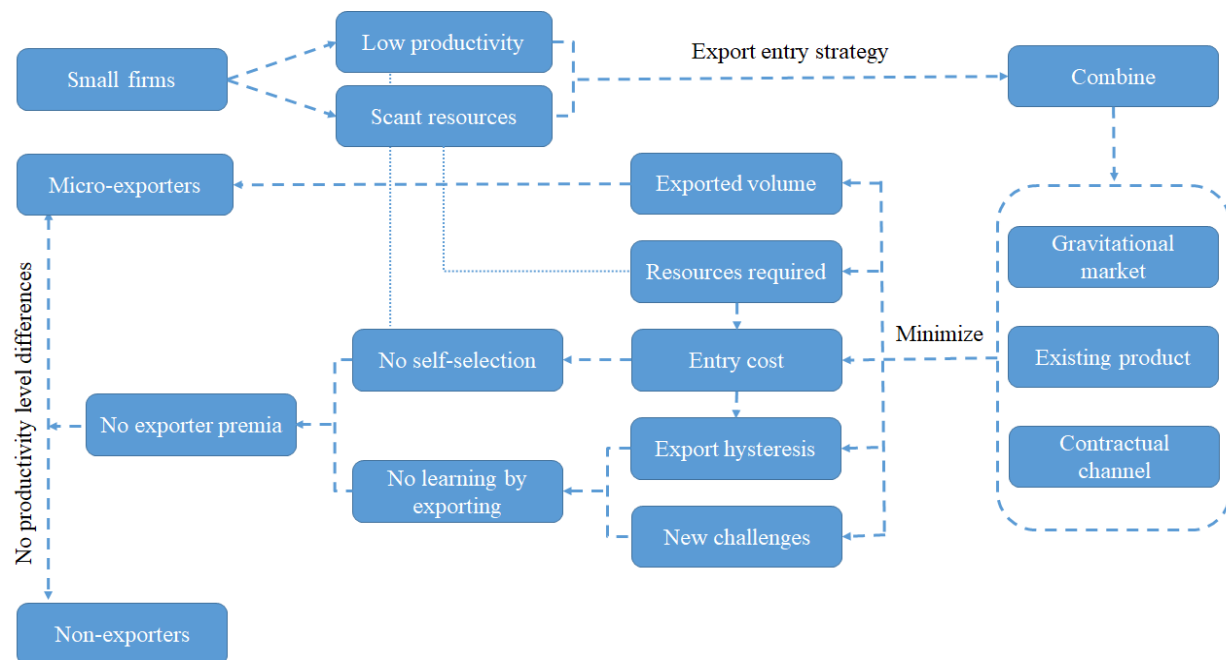 Low productivity
Export entry strategy
Small firms
Combine
Scant resources
Micro-exporters
Exported volume
Gravitational
market
Resources required
No productivity level differences
No self-selection
Entry cost
Minimize
Existing product
No exporter premia
Export hysteresis
Contractual
channel
No learning by
exporting
New challenges
Non-exporters